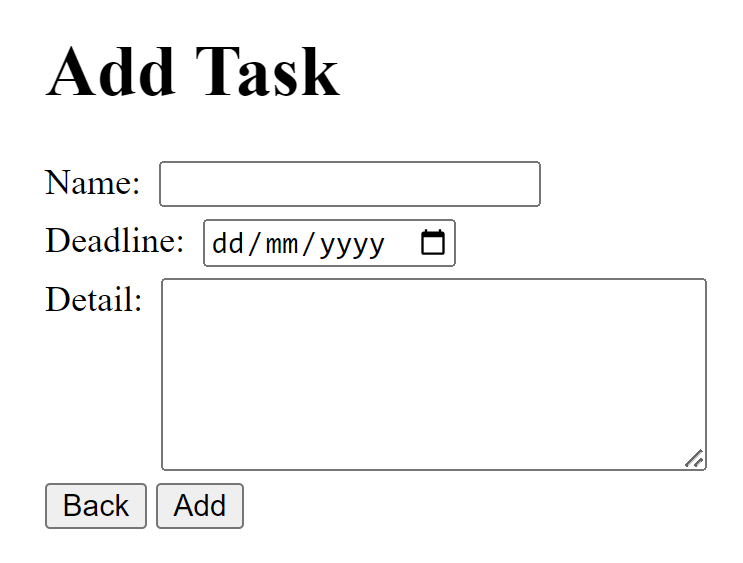 Add Task
Name:
Deadline: dd/mm/yyyy
Detail:
Back Add